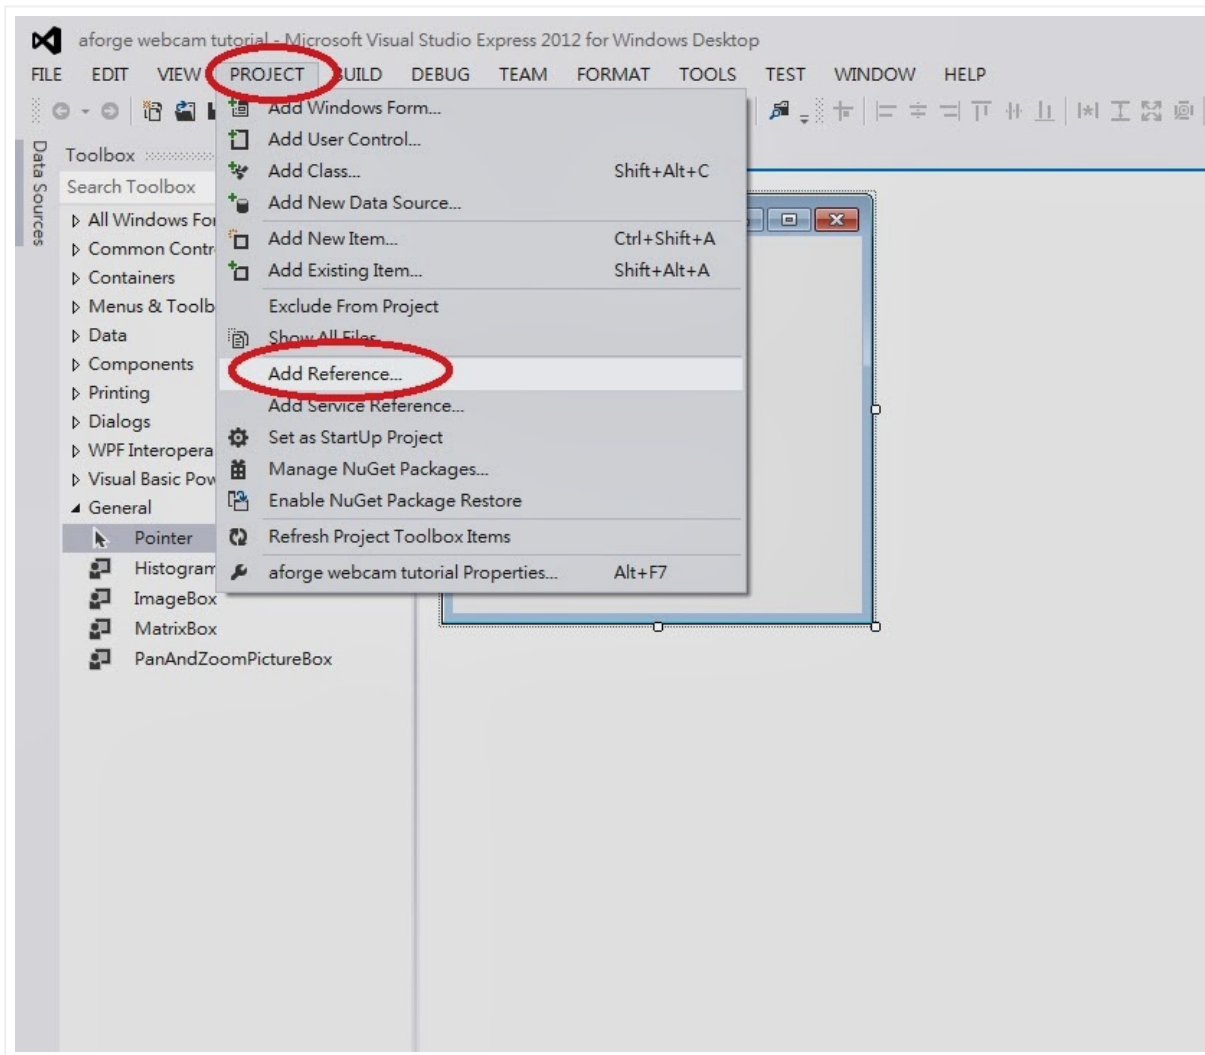 aforge webcam tutorial - Microsoft Visual Studio Express 2012 for Windows Desktop
FILE EDIT VIEW PROJECT BUILD DEBUG TEAM FORMAT TOOLS TEST WINDOW HELP
Data Sources
Toolbox
Search Toolbox
All Windows For
Common Contr
Containers
Menus & Toolb
Data
Components
Printing
Dialogs
WPF Interopera
Visual Basic Pow
General
Pointer
Histogram
ImageBox
MatrixBox
PanAndZoomPictureBox
Add Windows Form...
Add User Control...
Add Class... Shift+Alt+C
Add New Data Source...
Add New Item... Ctrl+Shift+A
Add Existing Item... Shift+Alt+A
Exclude From Project
Show All Files
Add Reference...
Add Service Reference...
Set as StartUp Project
Manage NuGet Packages...
Enable NuGet Package Restore
Refresh Project Toolbox Items
aforge webcam tutorial Properties... Alt+F7